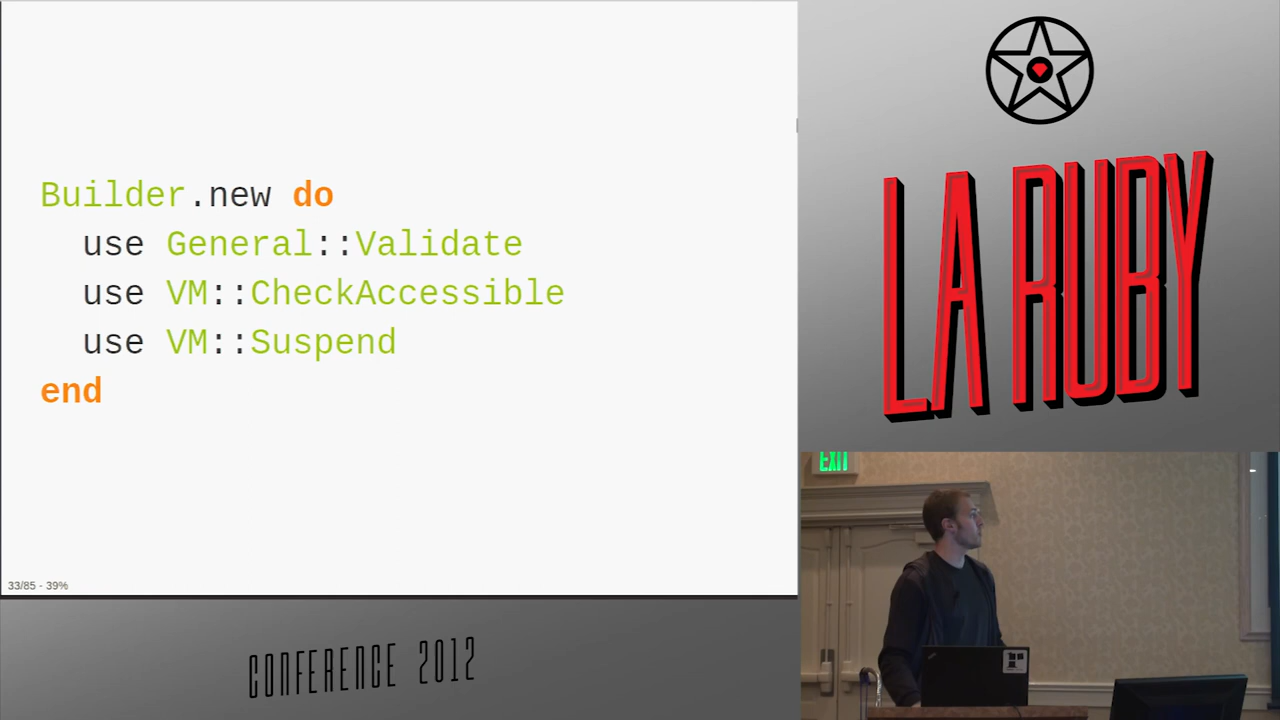 Builder.new do
  use General::Validate
  use VM::CheckAccessible
  use VM::Suspend
end
33/85 - 39%
LA RUBY
EXIT
CONFERENCE 2012